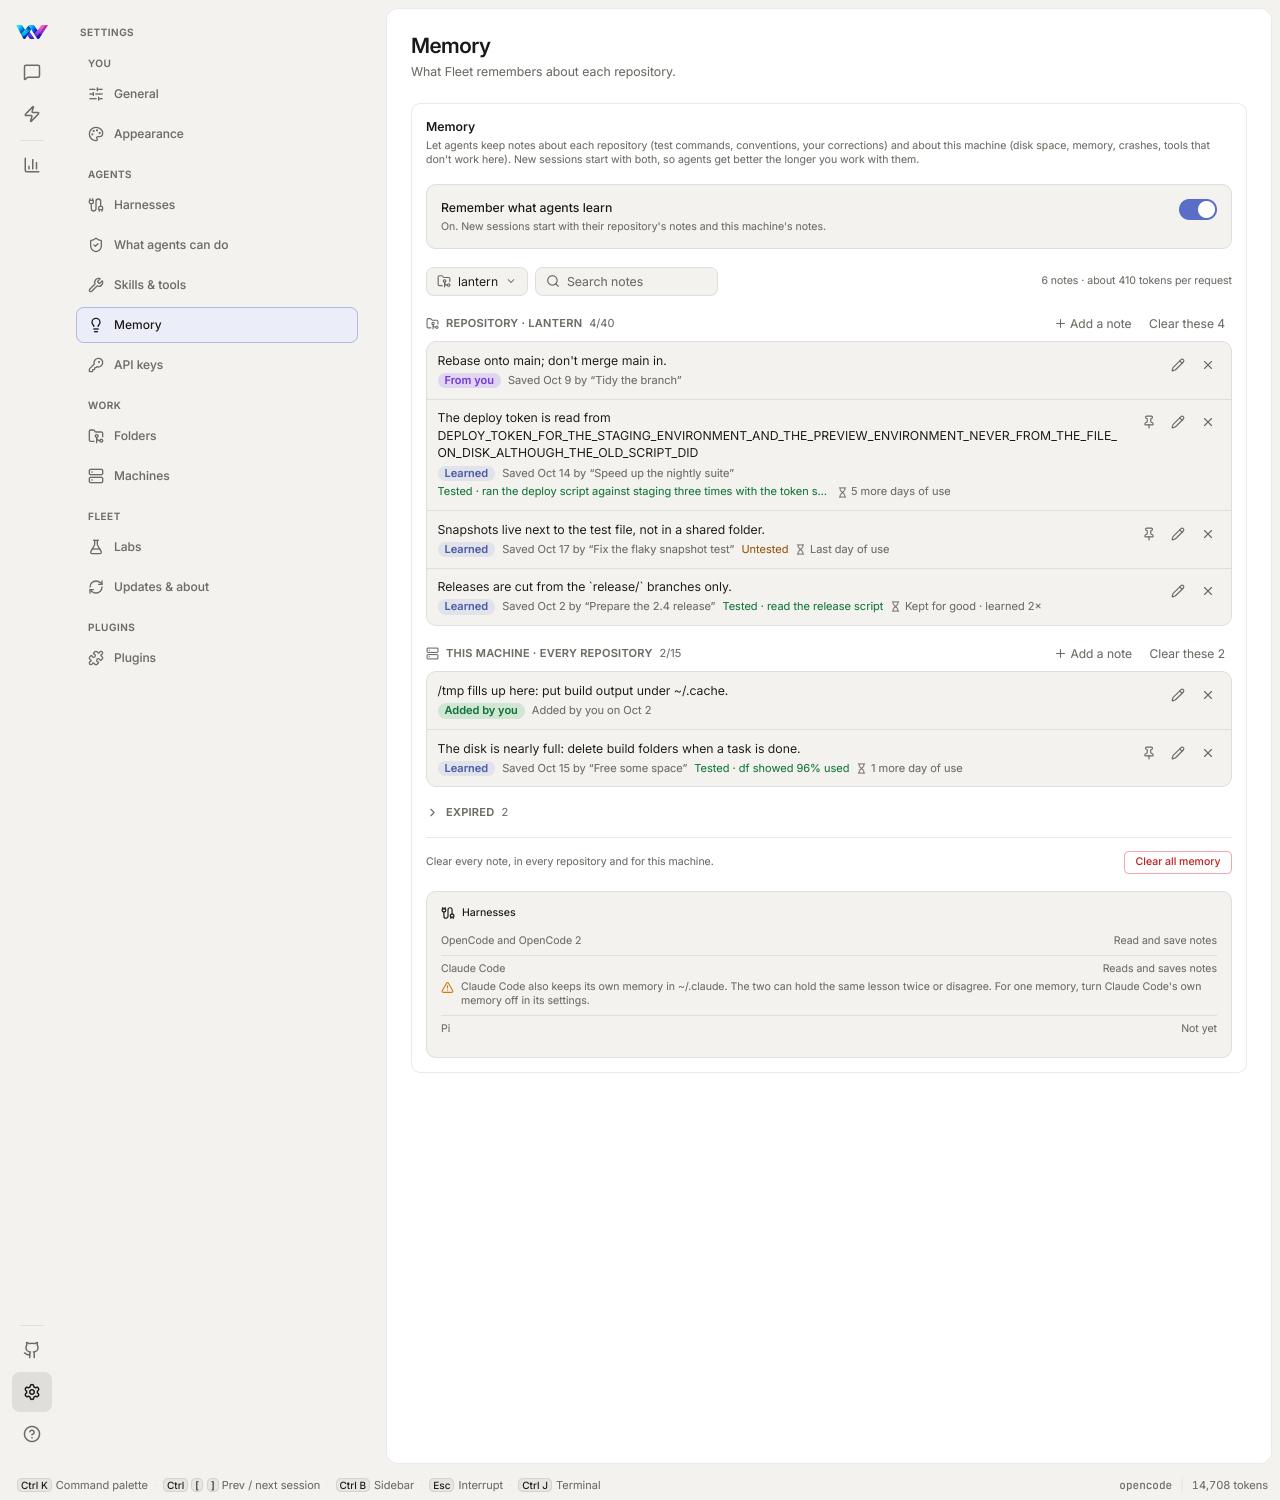 SETTINGS
YOU
General
Appearance
AGENTS
Harnesses
What agents can do
Skills & tools
Memory
API keys
WORK
Folders
Machines
FLEET
Labs
Updates & about
PLUGINS
Plugins
Memory
What Fleet remembers about each repository.
Memory
Let agents keep notes about each repository (test commands, conventions, your corrections) and about this machine (disk space, memory, crashes, tools that
don't work here). New sessions start with both, so agents get better the longer you work with them.
Remember what agents learn
On. New sessions start with their repository's notes and this machine's notes.
lantern
Search notes
6 notes · about 410 tokens per request
REPOSITORY · LANTERN 4/40
Add a note
Clear these 4
Rebase onto main; don't merge main in.
From you Saved Oct 9 by “Tidy the branch”
The deploy token is read from
DEPLOY_TOKEN_FOR_THE_STAGING_ENVIRONMENT_AND_THE_PREVIEW_ENVIRONMENT_NEVER_FROM_THE_FILE_
ON_DISK_ALTHOUGH_THE_OLD_SCRIPT_DID
Learned Saved Oct 14 by “Speed up the nightly suite”
Tested · ran the deploy script against staging three times with the token s... 5 more days of use
Snapshots live next to the test file, not in a shared folder.
Learned Saved Oct 17 by “Fix the flaky snapshot test” Untested Last day of use
Releases are cut from the `release/` branches only.
Learned Saved Oct 2 by “Prepare the 2.4 release” Tested · read the release script Kept for good · learned 2×
THIS MACHINE · EVERY REPOSITORY 2/15
Add a note
Clear these 2
/tmp fills up here: put build output under ~/.cache.
Added by you Added by you on Oct 2
The disk is nearly full: delete build folders when a task is done.
Learned Saved Oct 15 by “Free some space” Tested · df showed 96% used 1 more day of use
EXPIRED 2
Clear every note, in every repository and for this machine.
Clear all memory
Harnesses
OpenCode and OpenCode 2 Read and save notes
Claude Code Reads and saves notes
Claude Code also keeps its own memory in ~/.claude. The two can hold the same lesson twice or disagree. For one memory, turn Claude Code's own
memory off in its settings.
Pi Not yet
Ctrl K Command palette Ctrl [ ] Prev / next session Ctrl B Sidebar Esc Interrupt Ctrl J Terminal
opencode 14,708 tokens